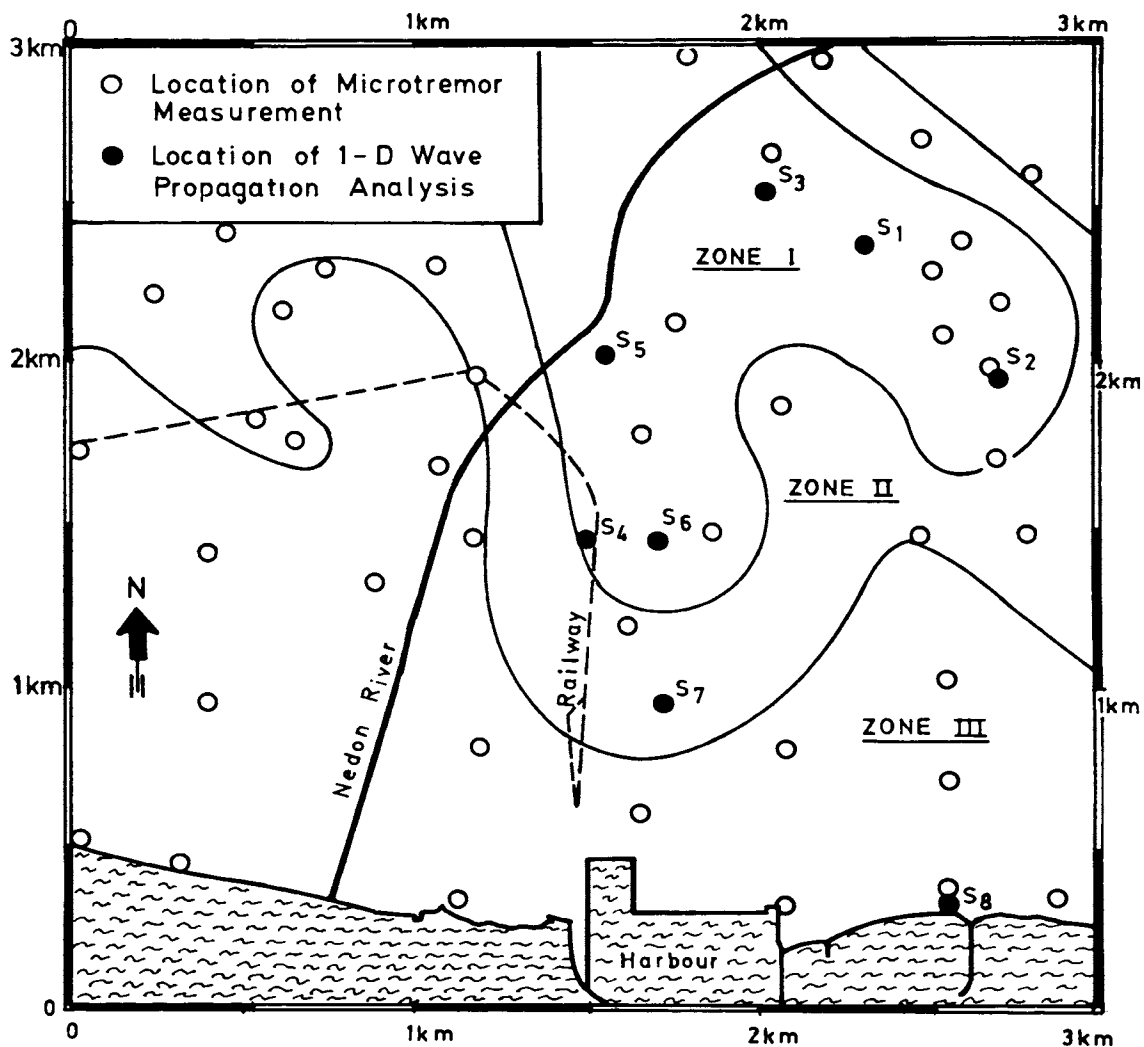 0
1km
2km
3km
3km
Location of Microtremor
Measurement
Location of 1-D Wave
Propagation Analysis
S3
S1
ZONE I
S5
2km
S2
2km
ZONE II
S4
S6
N
Railway
1km
S7
1km
Nedon River
ZONE III
S8
Harbour
0
0
1km
2km
3km